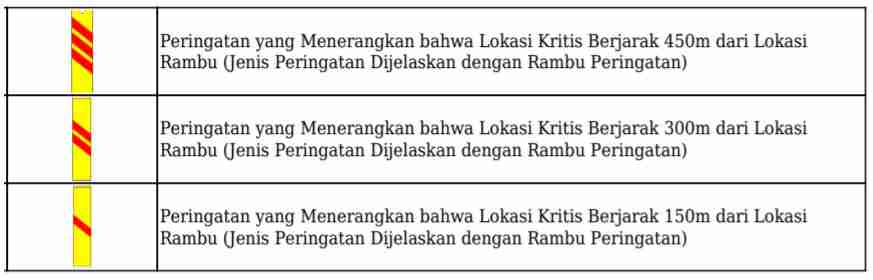 Peringatan yang Menerangkan bahwa Lokasi Kritis Berjarak 450m dari Lokasi
Rambu (Jenis Peringatan Dijelaskan dengan Rambu Peringatan)
Peringatan yang Menerangkan bahwa Lokasi Kritis Berjarak 300m dari Lokasi
Rambu (Jenis Peringatan Dijelaskan dengan Rambu Peringatan)
Peringatan yang Menerangkan bahwa Lokasi Kritis Berjarak 150m dari Lokasi
Rambu (Jenis Peringatan Dijelaskan dengan Rambu Peringatan)